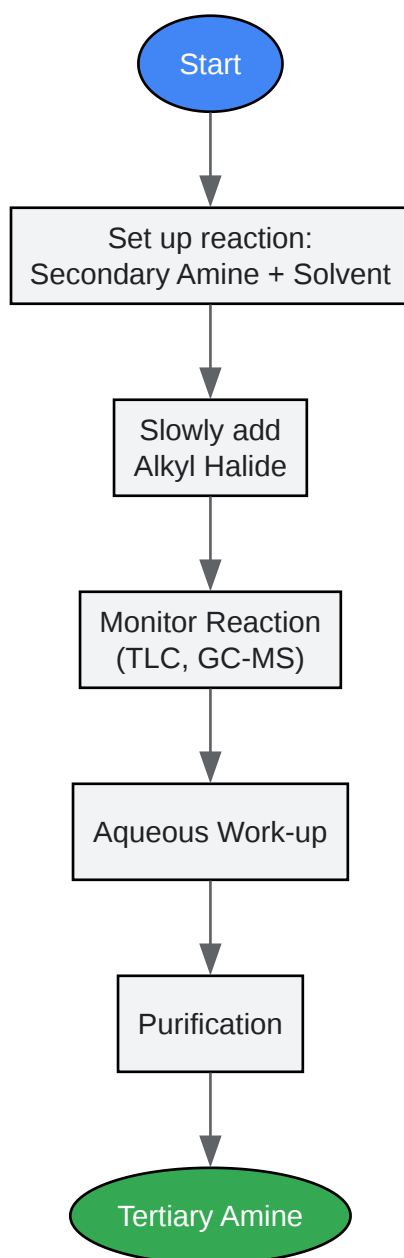 Start
Set up reaction:
Secondary Amine + Solvent
Slowly add
Alkyl Halide
Monitor Reaction
(TLC, GC-MS)
Aqueous Work-up
Purification
Tertiary Amine